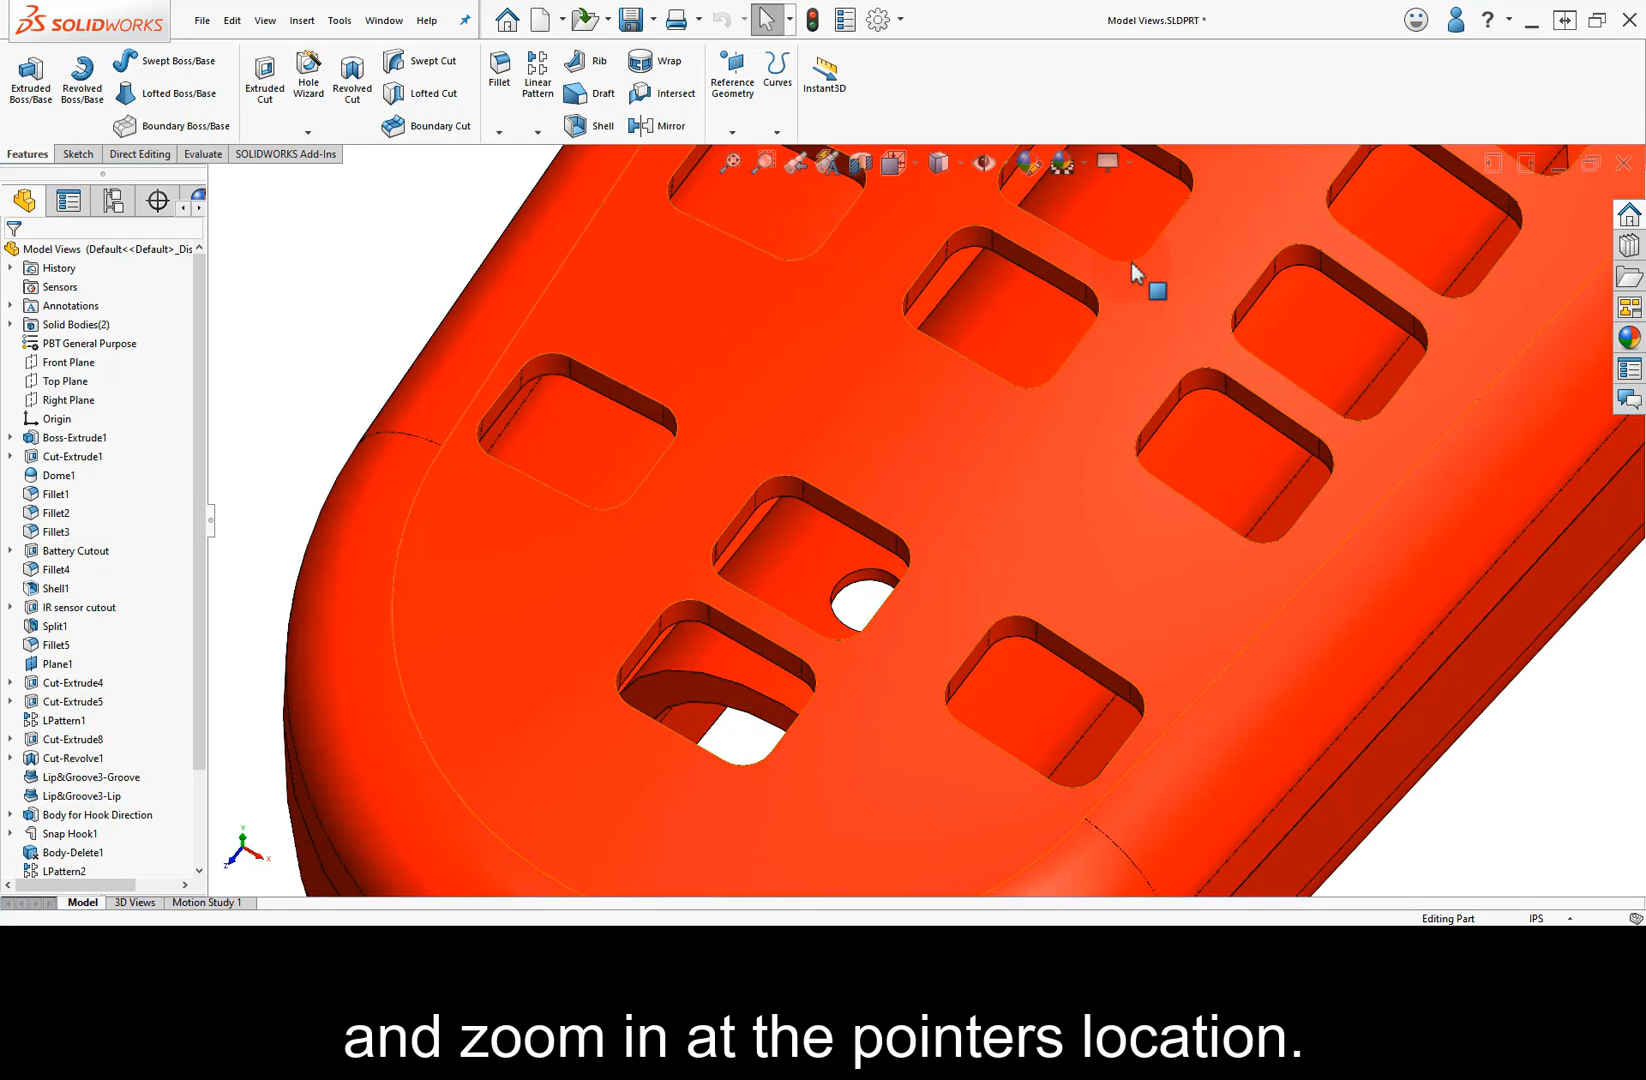 SOLIDWORKS
File Edit View Insert Tools Window Help
Model Views.SLDPRT *
Extruded Boss/Base
Revolved Boss/Base
Swept Boss/Base
Lofted Boss/Base
Boundary Boss/Base
Extruded Cut
Hole Wizard
Revolved Cut
Swept Cut
Lofted Cut
Boundary Cut
Fillet
Linear Pattern
Rib
Draft
Shell
Wrap
Intersect
Mirror
Reference Geometry
Curves
Instant3D
Features Sketch Direct Editing Evaluate SOLIDWORKS Add-Ins
Model Views (Default<<Default>_Dis
History
Sensors
Annotations
Solid Bodies(2)
PBT General Purpose
Front Plane
Top Plane
Right Plane
Origin
Boss-Extrude1
Cut-Extrude1
Dome1
Fillet1
Fillet2
Fillet3
Battery Cutout
Fillet4
Shell1
IR sensor cutout
Split1
Fillet5
Plane1
Cut-Extrude4
Cut-Extrude5
LPattern1
Cut-Extrude8
Cut-Revolve1
Lip&Groove3-Groove
Lip&Groove3-Lip
Body for Hook Direction
Snap Hook1
Body-Delete1
LPattern2
Y
X
Z
Model 3D Views Motion Study 1
Editing Part IPS
and zoom in at the pointers location.